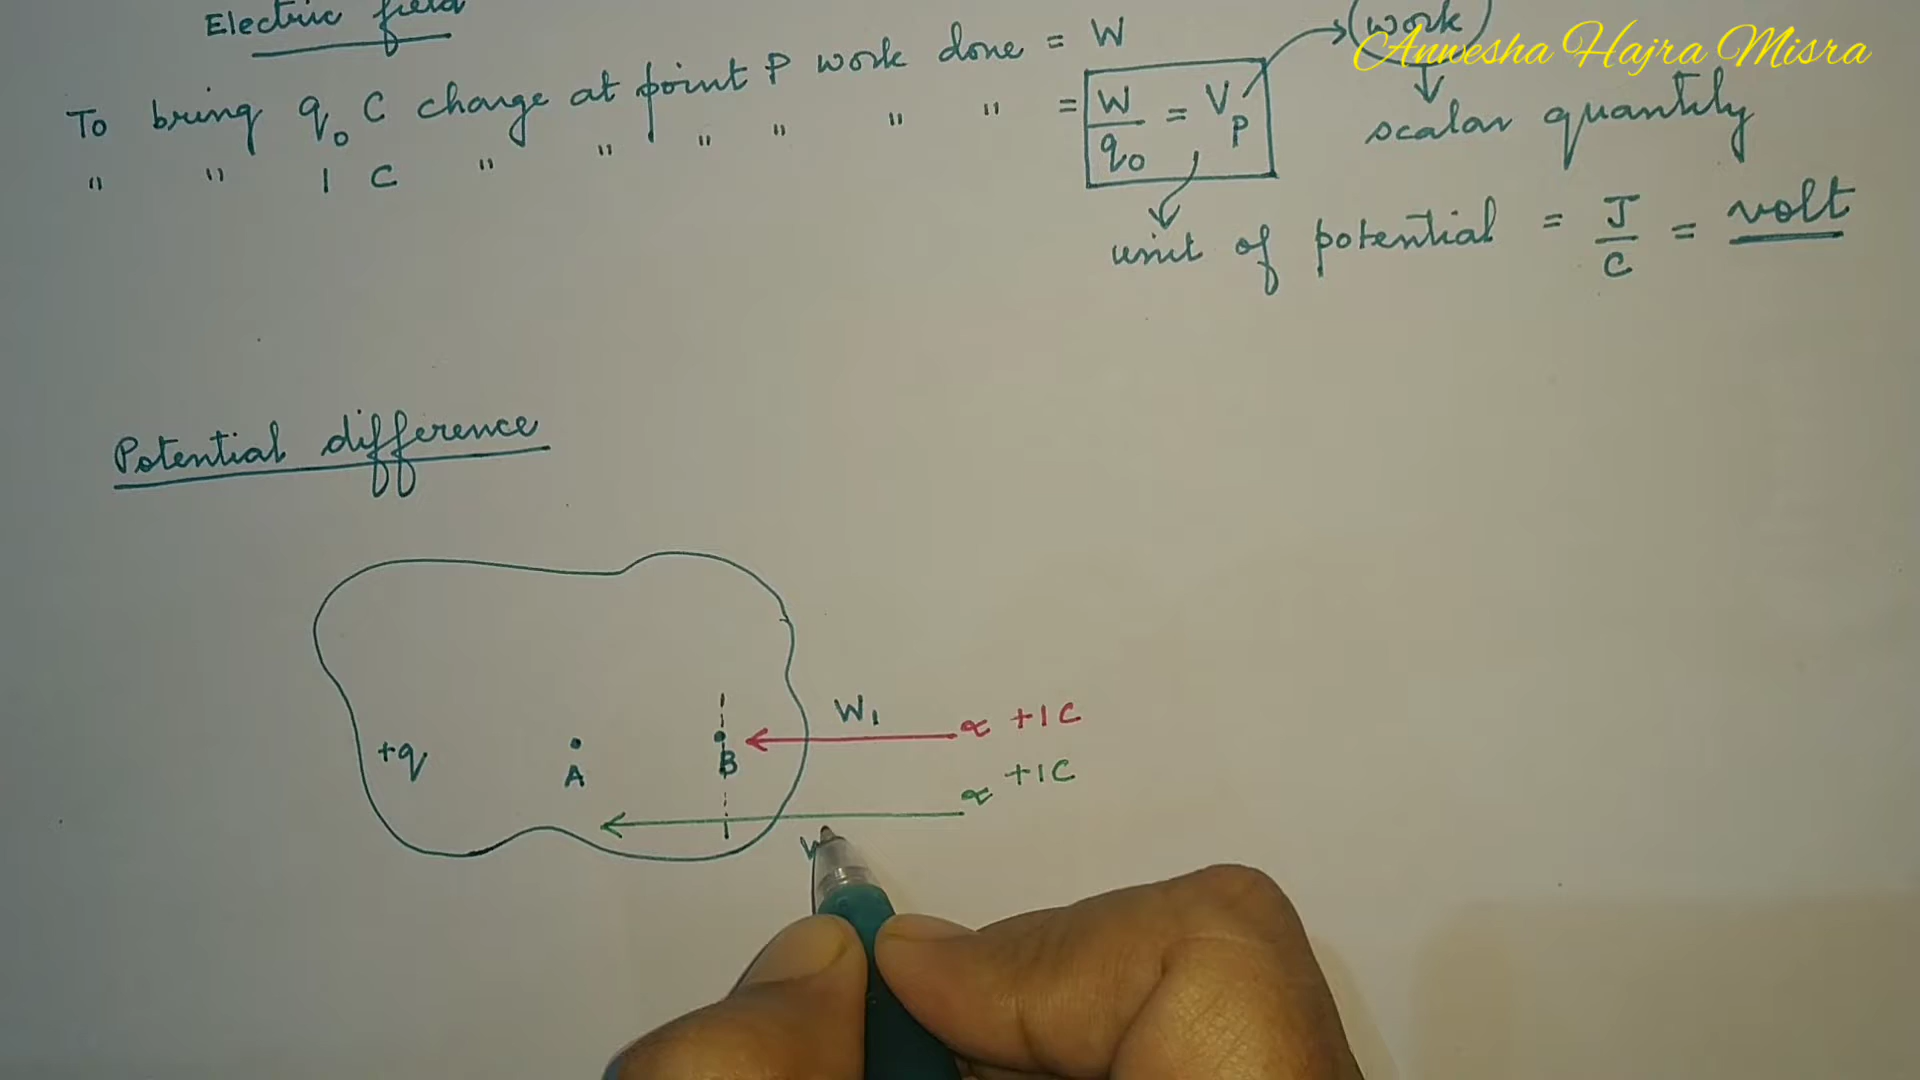 Anwesha Hajra Misra
Electric field
To bring q₀ C charge at point P work done = W
" " 1 C " " " " " " " " = W/q₀ = V_P
(work)
scalar quantity
unit of potential = J/C = volt
Potential difference
W₁ ∝ +1C
+q A B
∝ +1C
W